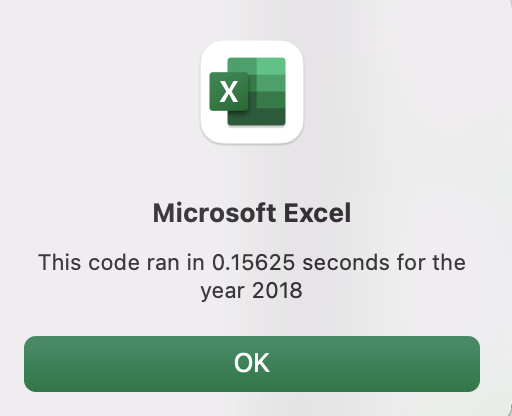 X
Microsoft Excel
This code ran in 0.15625 seconds for the
year 2018
OK